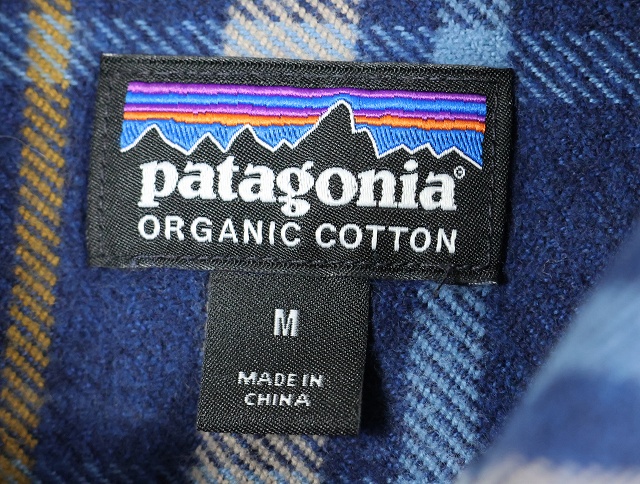 patagonia®
ORGANIC COTTON
M
MADE IN
CHINA